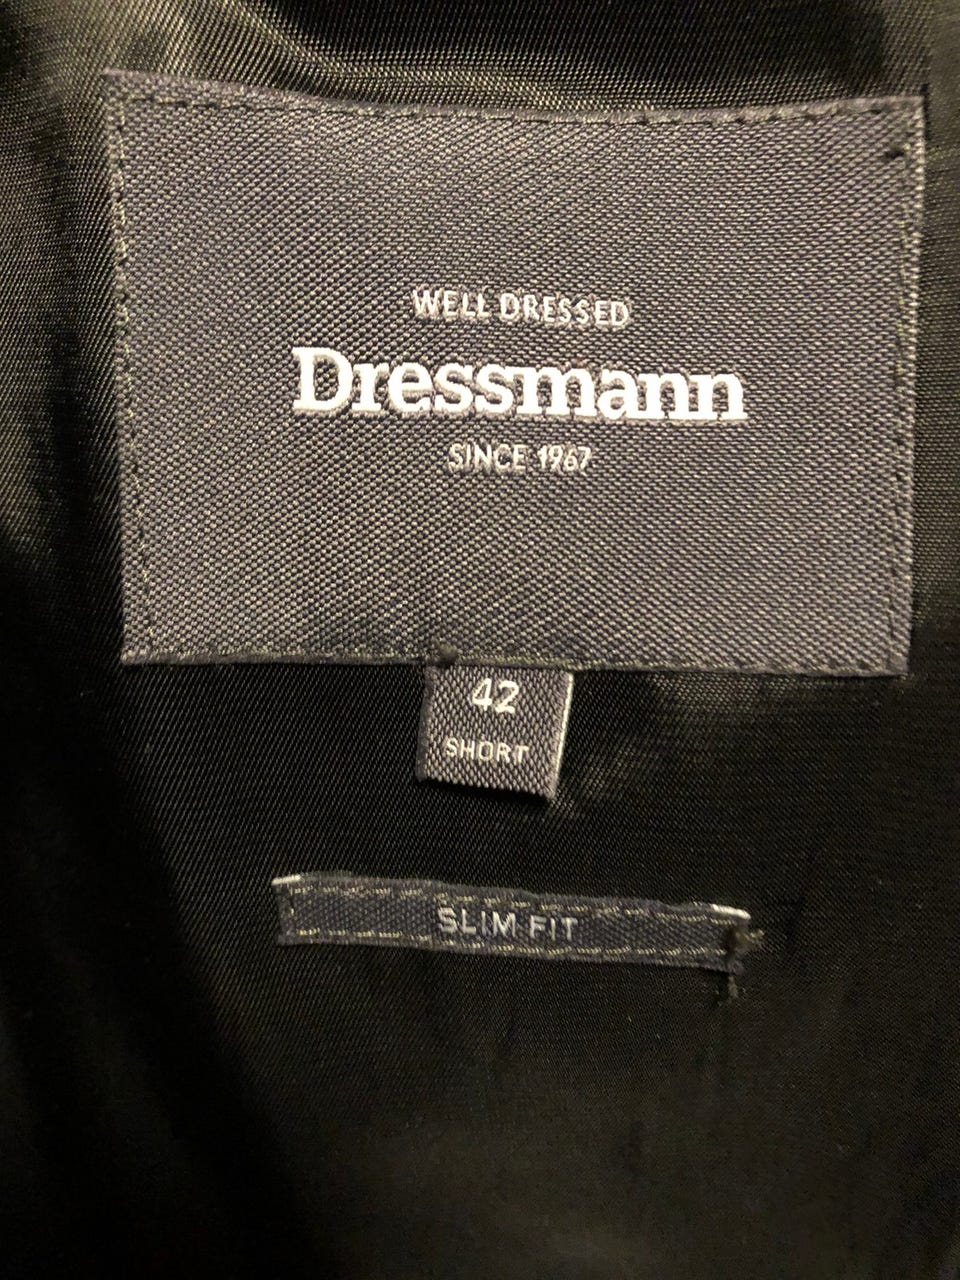 WELL DRESSED
Dressmann
SINCE 1967
42
SHORT
SLIM FIT